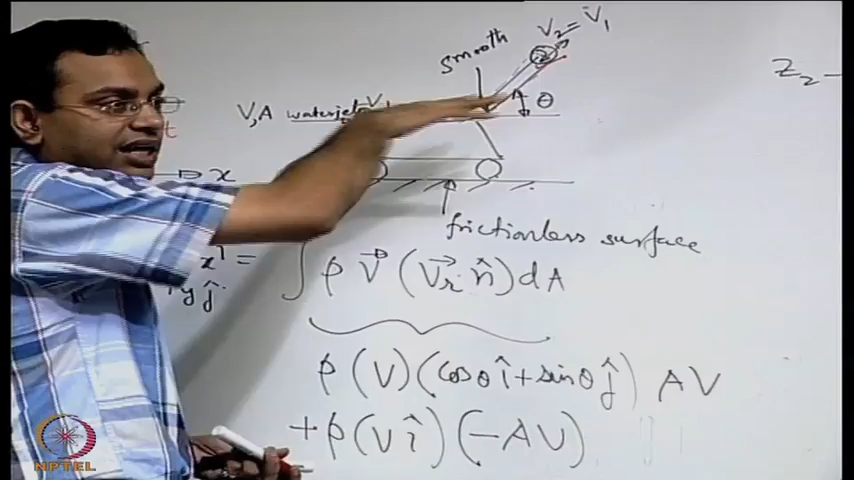 V₂ = V₁
smooth
Z₂ -
θ
V, A waterjet
x
frictionless surface
= ∫ ρ V⃗ (V⃗r·n̂) dA
ĵ
ρ (V) (cosθ î + sinθ ĵ) AV
+ ρ (V î) (-AV)
NPTEL